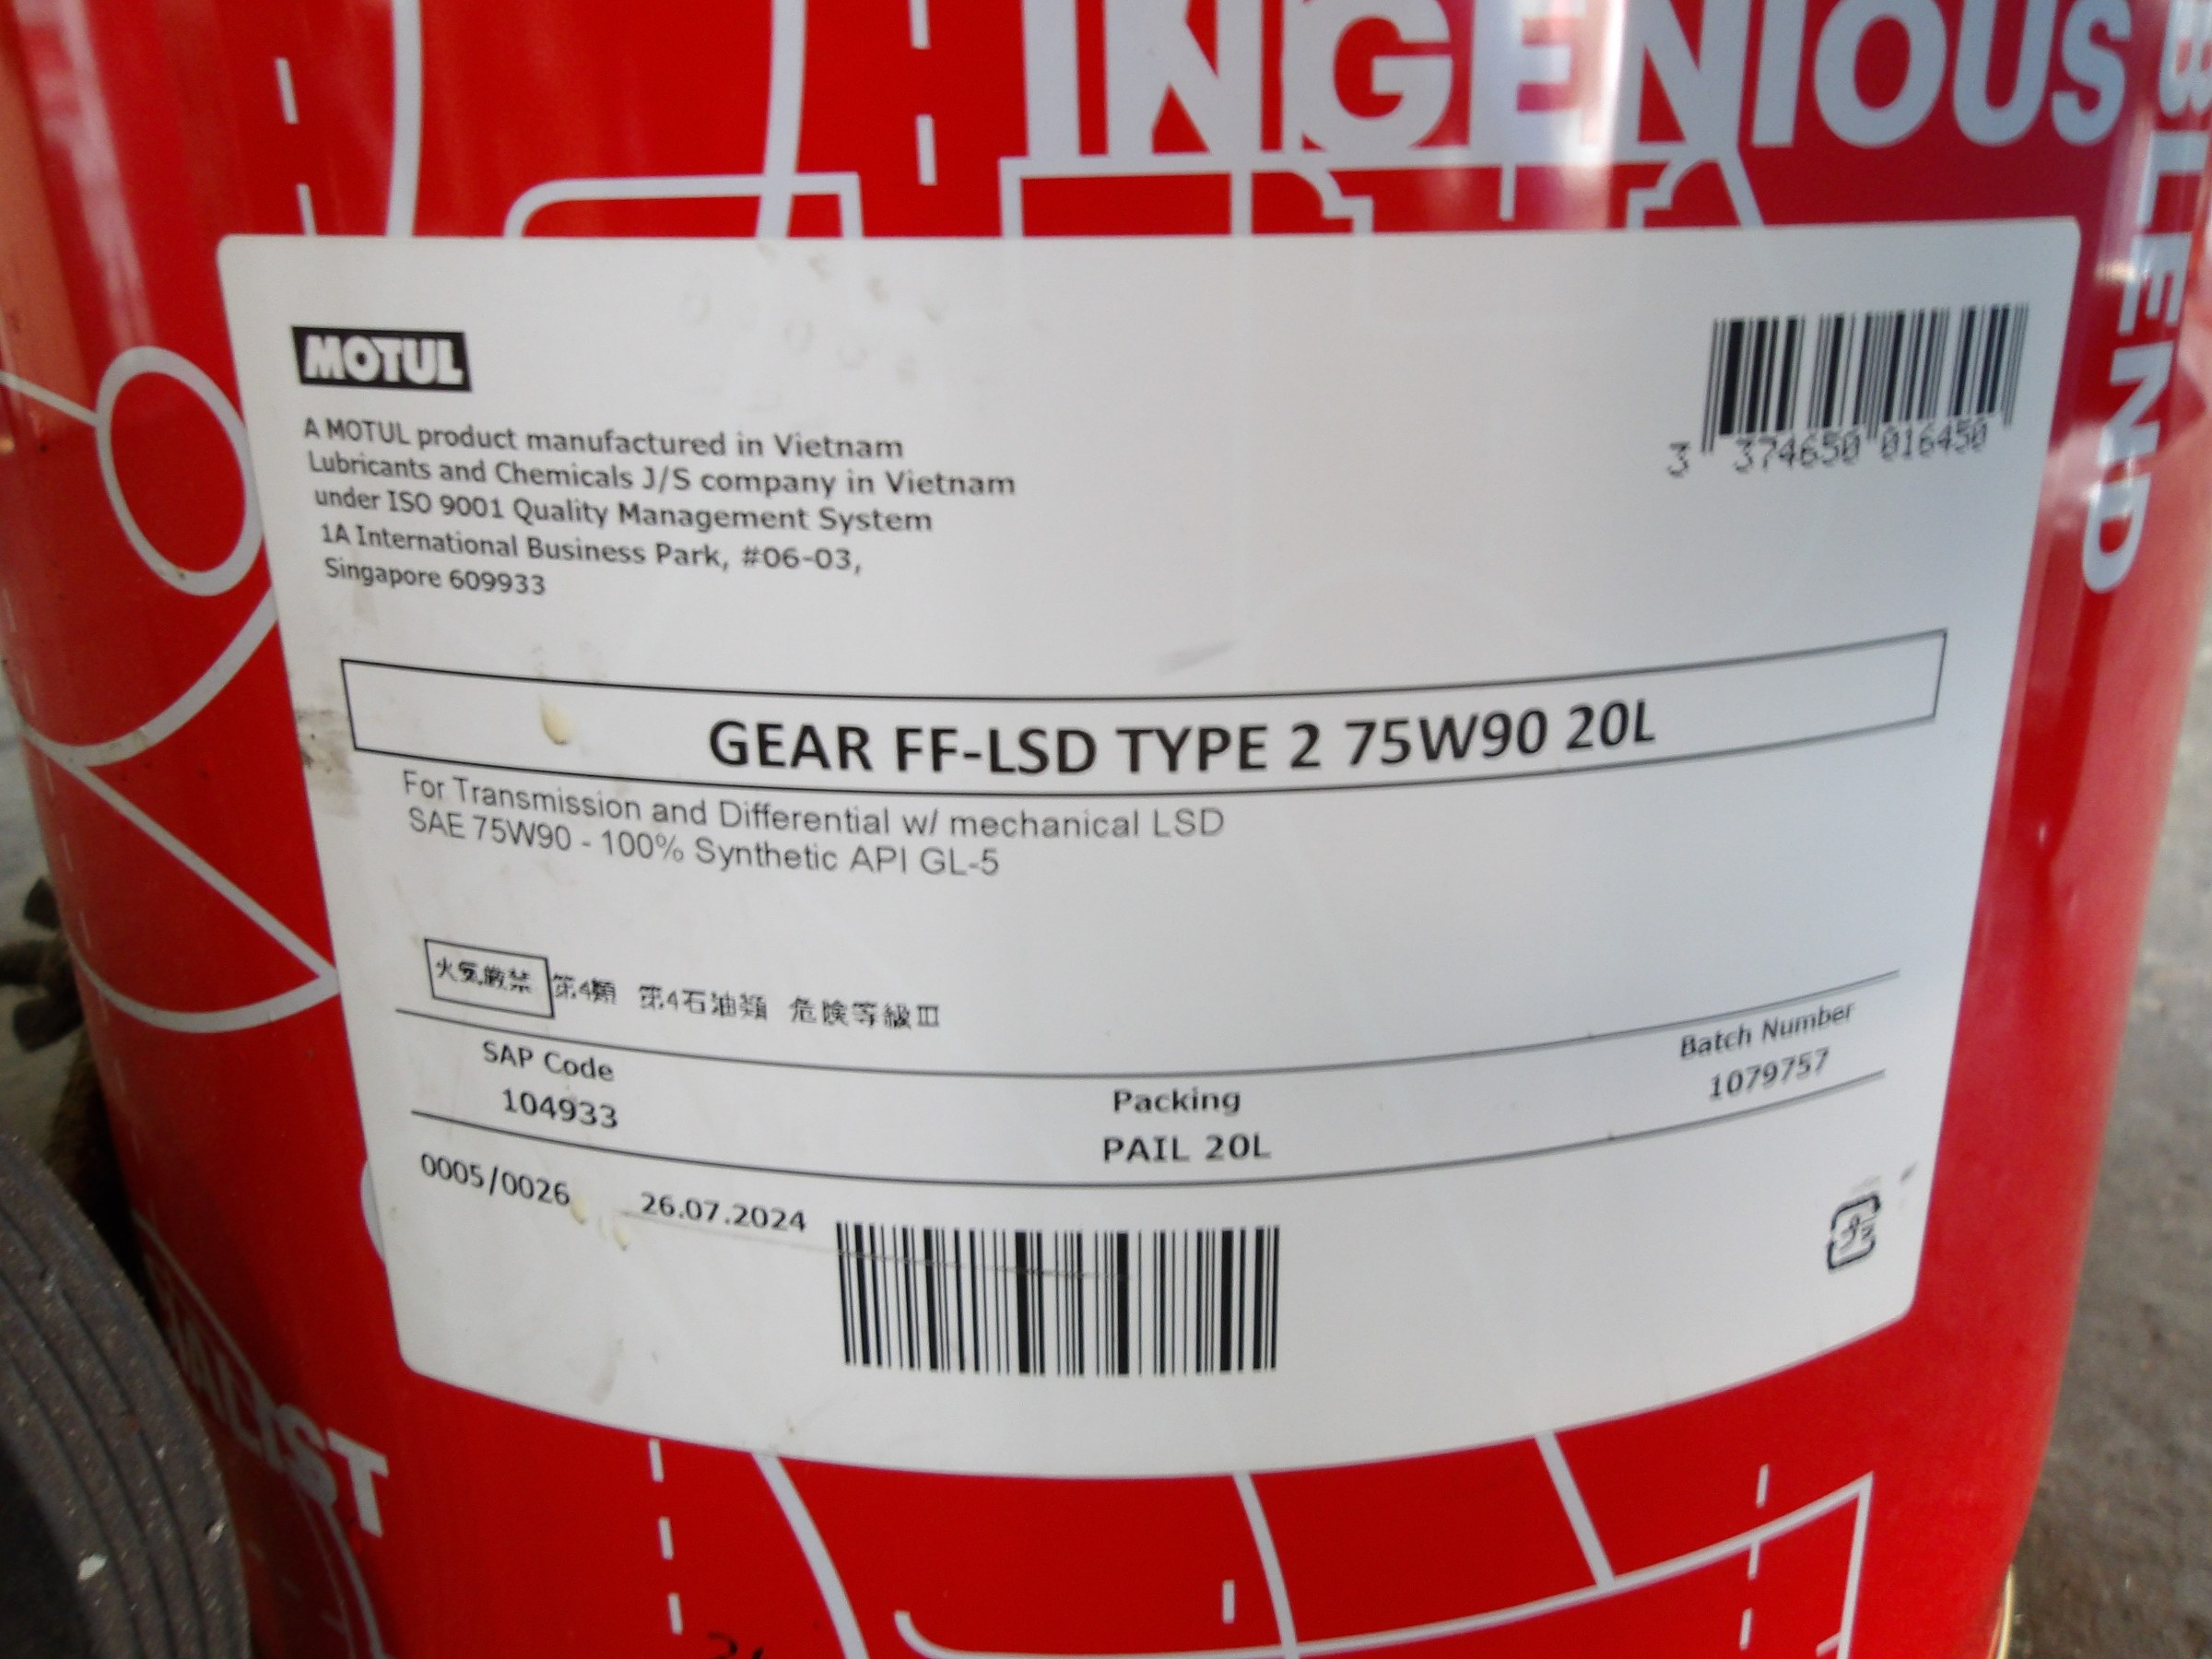 INGENIOUS
BLEND
MOTUL
A MOTUL product manufactured in Vietnam
Lubricants and Chemicals J/S company in Vietnam
under ISO 9001 Quality Management System
1A International Business Park, #06-03,
Singapore 609933
3 374650 016450
GEAR FF-LSD TYPE 2 75W90 20L
For Transmission and Differential w/ mechanical LSD
SAE 75W90 - 100% Synthetic API GL-5
火気厳禁 第4類 第4石油類 危険等級Ⅲ
SAP Code
104933
Packing
PAIL 20L
Batch Number
1079757
0005/0026 26.07.2024